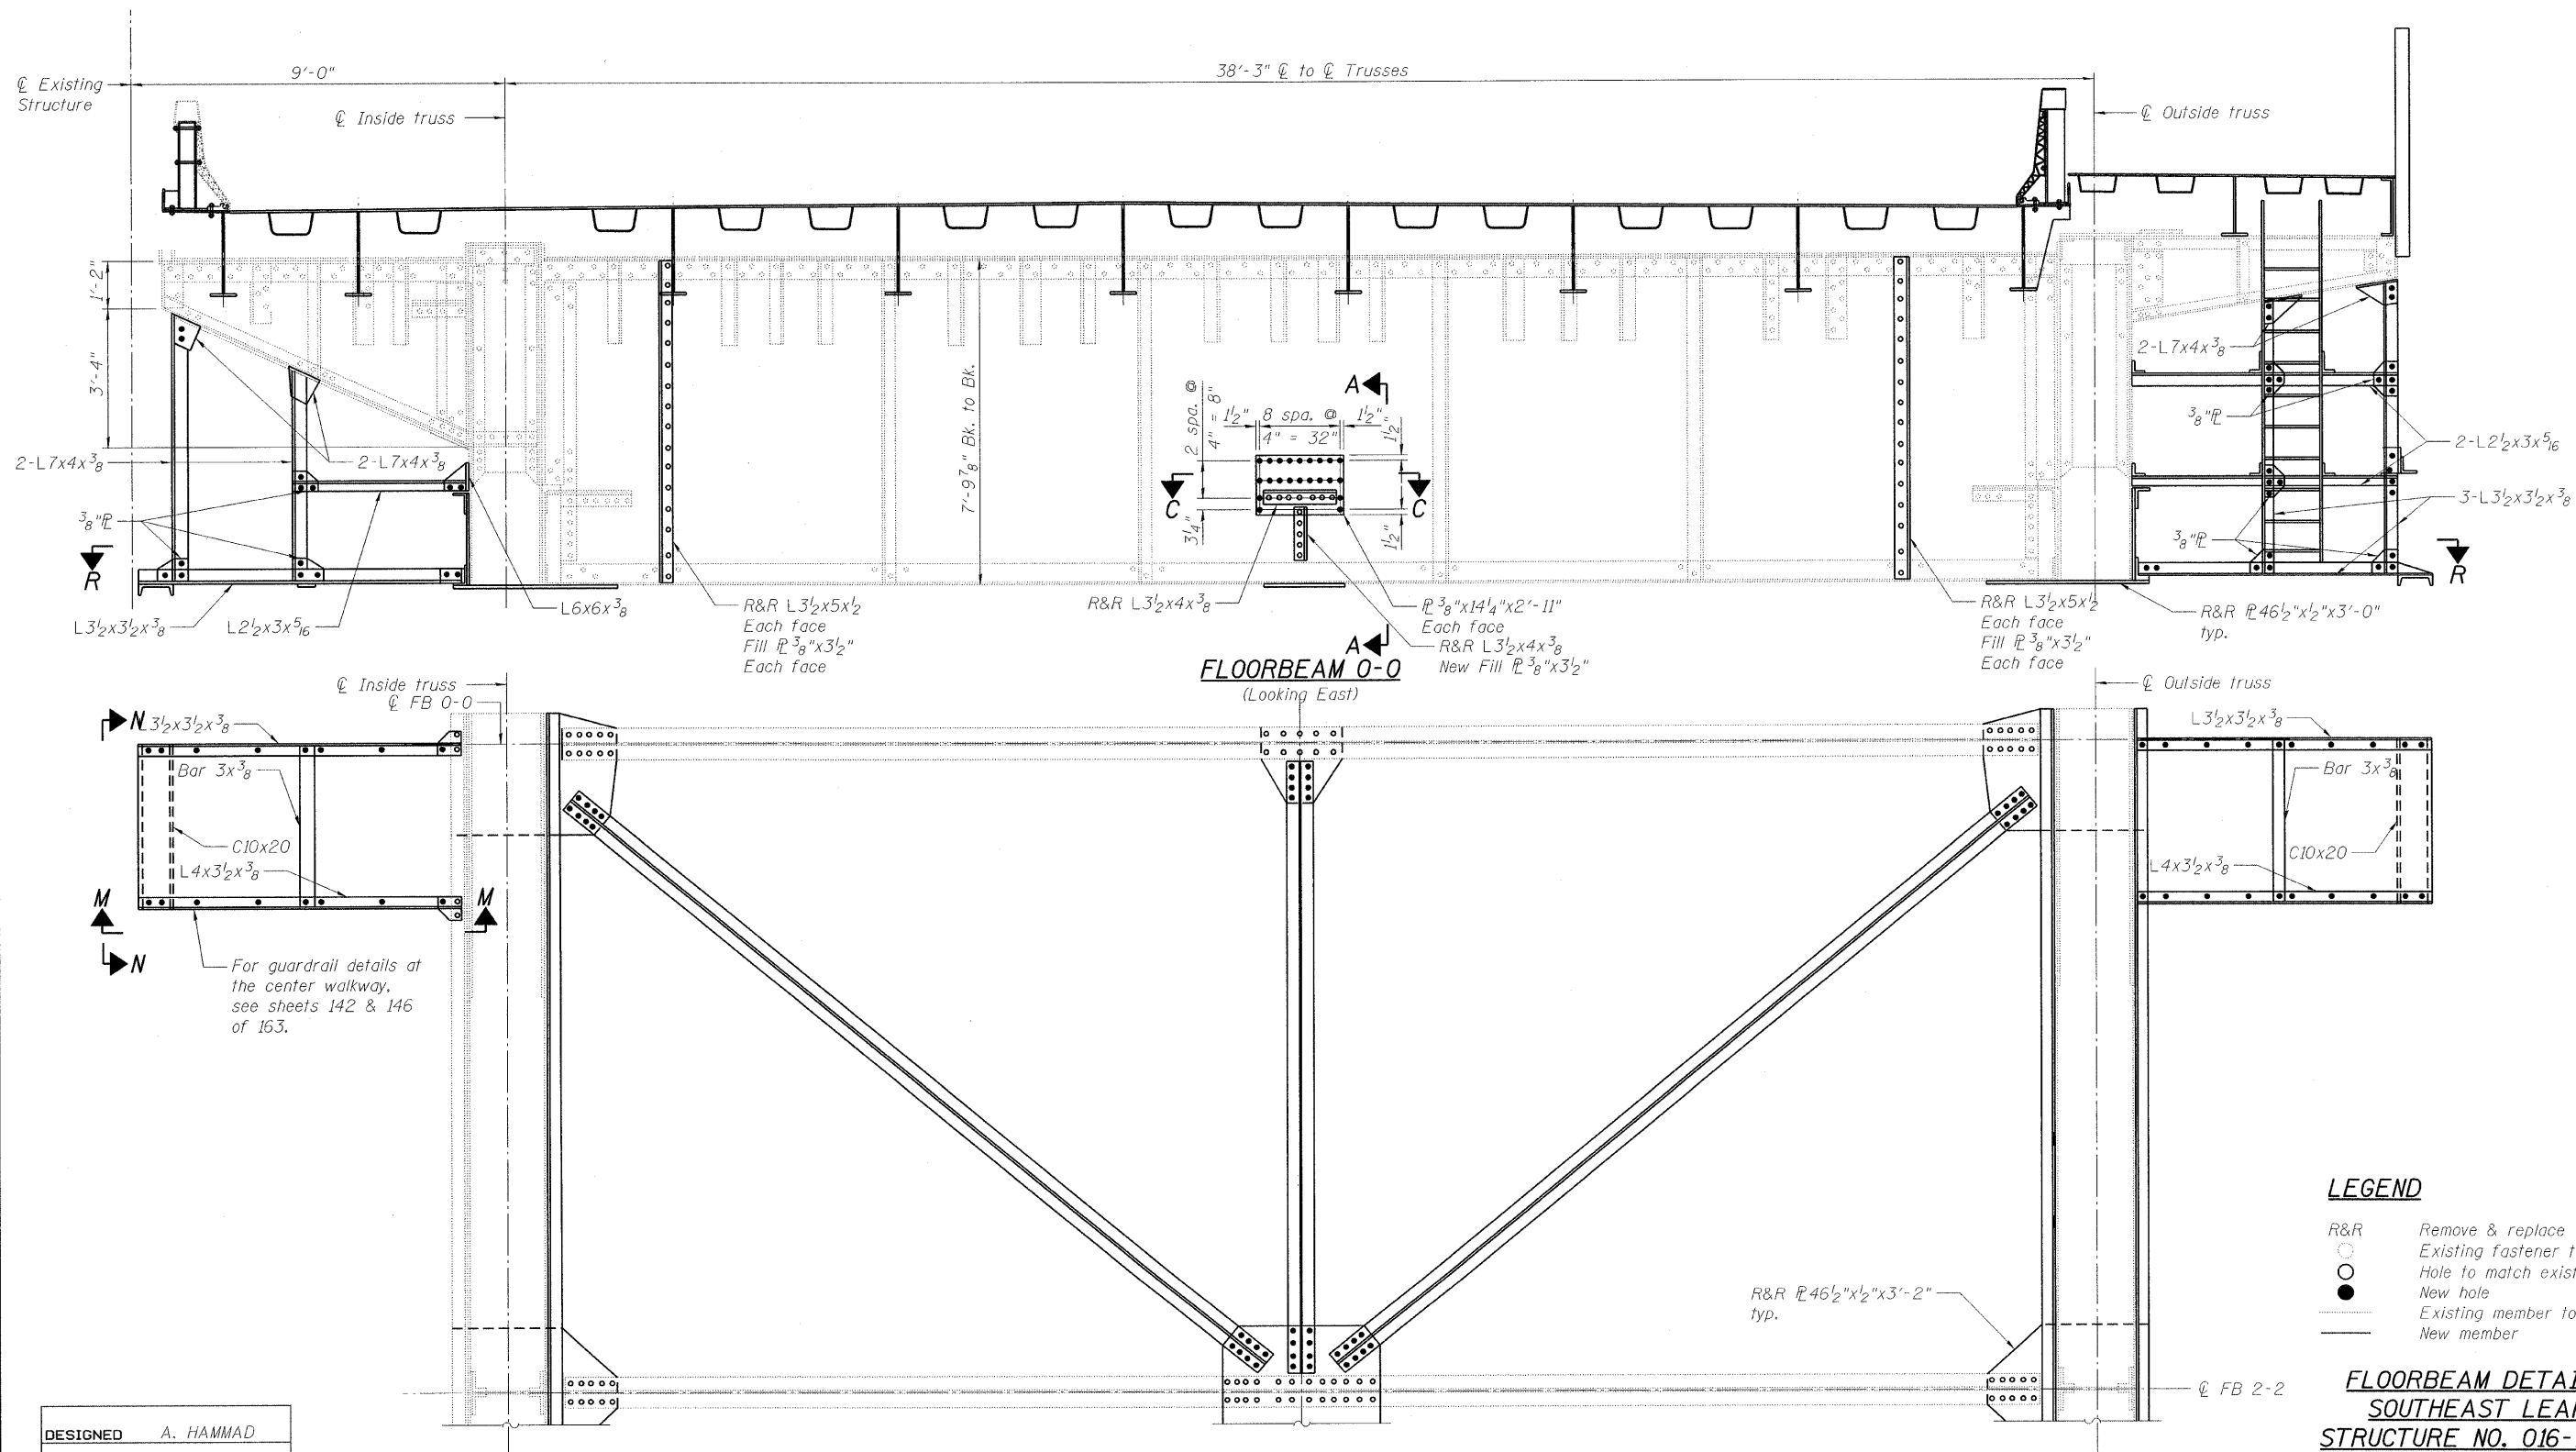 9'-0"
38'-3" ℄ to ℄ Trusses
℄ Existing
Structure
℄ Inside truss
℄ Outside truss
1'-2"
3'-4"
7'-9⅞" Bk. to Bk.
2 spa. @
4" = 8"
1½"
8 spa. @
4" = 32"
1½"
1½"
A
C
C
3¼"
1½"
A
2-L7x4x⅜
2-L7x4x⅜
⅜"℄
R
L3½x3½x⅜
L2½x3x5/16
L6x6x⅜
R&R L3½x5x½
Each face
Fill ℄ ⅜"x3½"
Each face
R&R L3½x4x⅜
℄ ⅜"x14¼"x2'-11"
Each face
R&R L3½x4x⅜
New Fill ℄ ⅜"x3½"
R&R L3½x5x½
Each face
Fill ℄ ⅜"x3½"
Each face
R&R ℄ 46½"x½"x3'-0"
typ.
2-L7x4x⅜
⅜"℄
2-L2½x3x5/16
3-L3½x3½x⅜
⅜"℄
R
FLOORBEAM 0-0
(Looking East)
℄ Inside truss
℄ FB 0-0
℄ Outside truss
N
L3½x3½x⅜
Bar 3x⅜
C10x20
L4x3½x⅜
M
M
N
For guardrail details at
the center walkway,
see sheets 142 & 146
of 163.
L3½x3½x⅜
Bar 3x⅜
C10x20
L4x3½x⅜
R&R ℄ 46½"x½"x3'-2"
typ.
℄ FB 2-2
LEGEND
R&R Remove & replace
Existing fastener t
Hole to match exist
New hole
Existing member to
New member
FLOORBEAM DETAI
SOUTHEAST LEA
STRUCTURE NO. 016-
DESIGNED A. HAMMAD